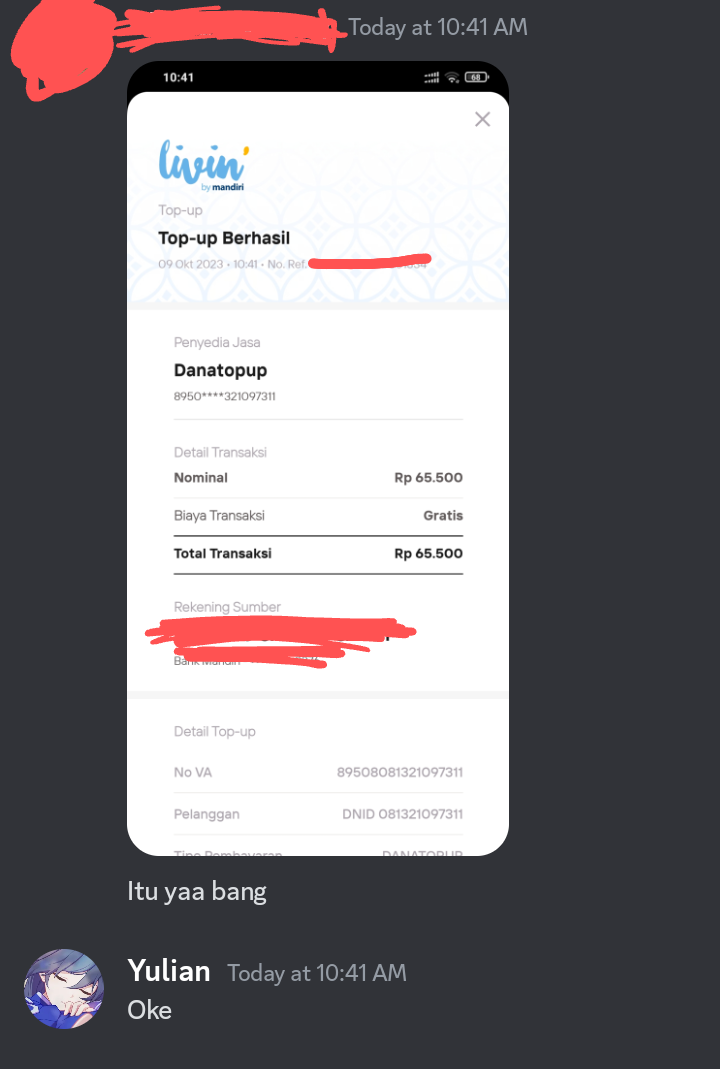 Today at 10:41 AM
10:41
68
livin'
by mandiri
Top-up
Top-up Berhasil
09 Okt 2023 • 10:41 • No. Ref.
Penyedia Jasa
Danatopup
8950****321097311
Detail Transaksi
Nominal Rp 65.500
Biaya Transaksi Gratis
Total Transaksi Rp 65.500
Rekening Sumber
Bank Mandiri
Detail Top-up
No VA 89508081321097311
Pelanggan DNID 081321097311
Tipe Pembayaran DANATOPUP
Itu yaa bang
Yulian Today at 10:41 AM
Oke